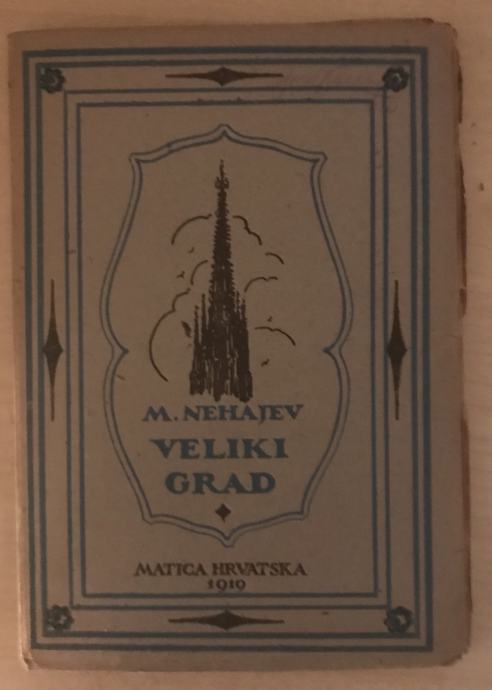 M. NEHAJEV
VELIKI
GRAD
MATICA HRVATSKA
1919